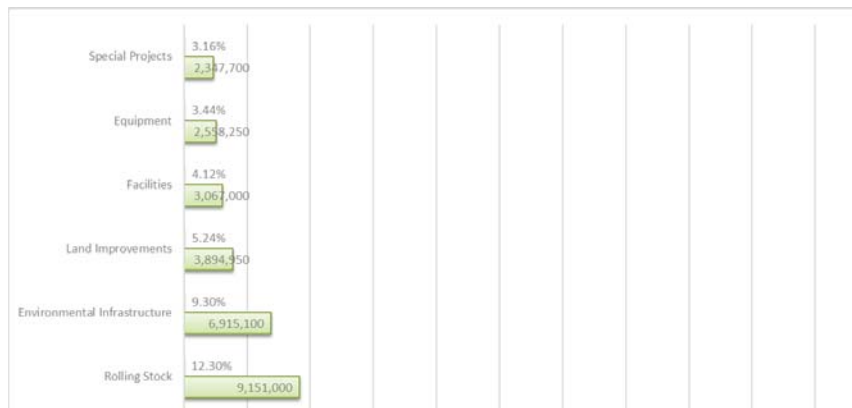 3.16%
Special Projects
2,347,700
3.44%
Equipment
2,558,250
4.12%
Facilities
3,067,000
5.24%
Land Improvements
3,894,950
9.30%
Environmental Infrastructure
6,915,100
12.30%
Rolling Stock
9,151,000